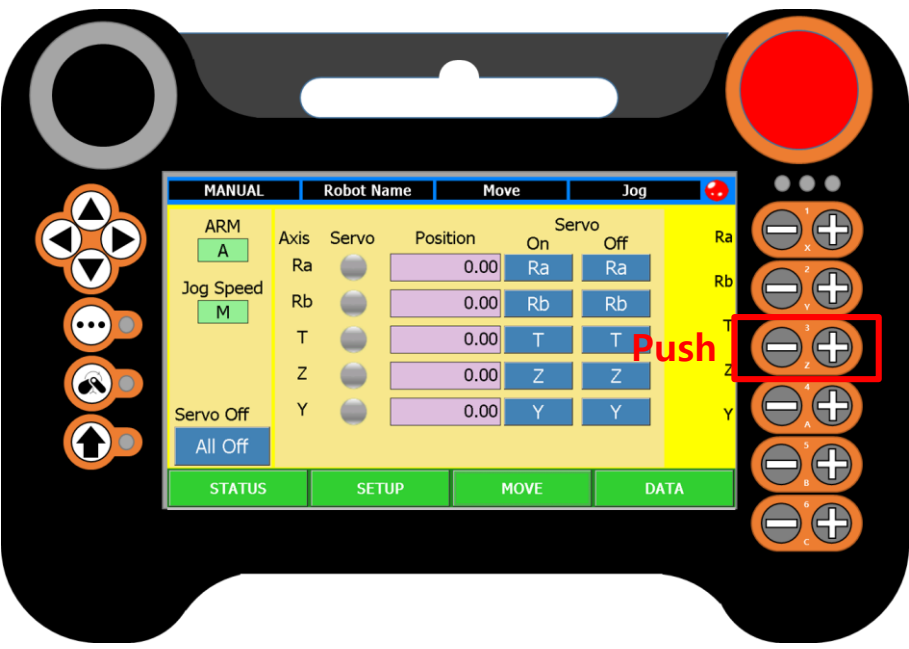 MANUAL Robot Name Move Jog
ARM
A
Jog Speed
M
Servo Off
All Off
Servo
Axis Servo Position On Off
Ra 0.00 Ra Ra
Rb 0.00 Rb Rb
T 0.00 T T
Z 0.00 Z Z
Y 0.00 Y Y
Ra
Rb
T
Z
Y
Push
STATUS SETUP MOVE DATA
1
X
2
Y
3
Z
4
A
5
B
6
C